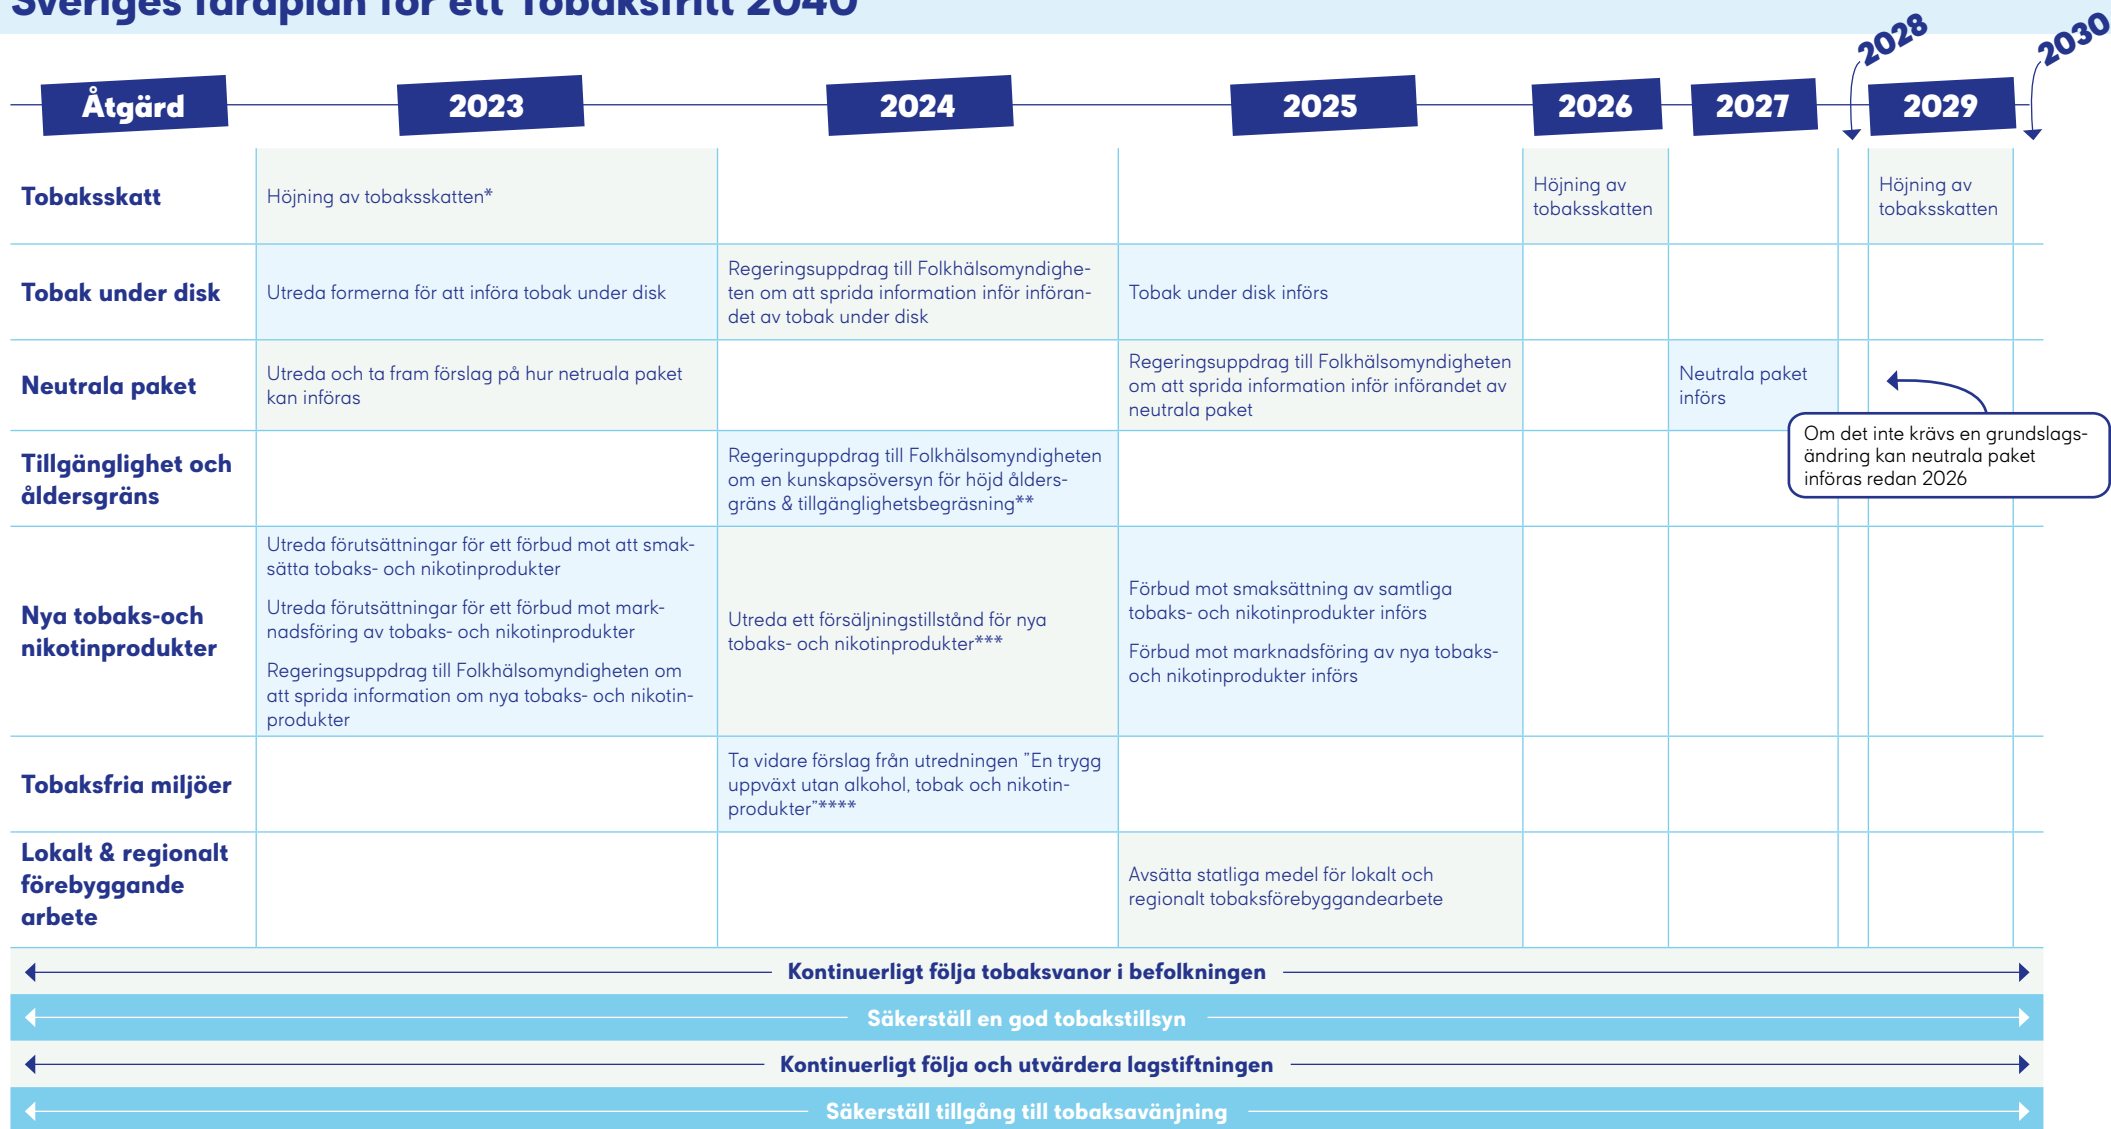 Sveriges färdplan för ett Tobaksfritt 2040
2028
2030
Åtgärd
2023
2024
2025
2026
2027
2029
Tobaksskatt
Höjning av tobaksskatten*
Höjning av
tobaksskatten
Höjning av
tobaksskatten
Tobak under disk
Utreda formerna för att införa tobak under disk
Regeringsuppdrag till Folkhälsomyndighe-
ten om att sprida information inför införan-
det av tobak under disk
Tobak under disk införs
Neutrala paket
Utreda och ta fram förslag på hur netruala paket
kan införas
Regeringsuppdrag till Folkhälsomyndigheten
om att sprida information inför införandet av
neutrala paket
Neutrala paket
införs
Om det inte krävs en grundslags-
ändring kan neutrala paket
införas redan 2026
Tillgänglighet och
åldersgräns
Regeringuppdrag till Folkhälsomyndigheten
om en kunskapsöversyn för höjd ålders-
gräns & tillgänglighetsbegräsning**
Nya tobaks-och
nikotinprodukter
Utreda förutsättningar för ett förbud mot att smak-
sätta tobaks- och nikotinprodukter
Utreda förutsättningar för ett förbud mot mark-
nadsföring av tobaks- och nikotinprodukter
Regeringsuppdrag till Folkhälsomyndigheten om
att sprida information om nya tobaks- och nikotin-
produkter
Utreda ett försäljningstillstånd för nya
tobaks- och nikotinprodukter***
Förbud mot smaksättning av samtliga
tobaks- och nikotinprodukter införs
Förbud mot marknadsföring av nya tobaks-
och nikotinprodukter införs
Tobaksfria miljöer
Ta vidare förslag från utredningen ”En trygg
uppväxt utan alkohol, tobak och nikotin-
produkter”****
Lokalt & regionalt
förebyggande
arbete
Avsätta statliga medel för lokalt och
regionalt tobaksförebyggandearbete
Kontinuerligt följa tobaksvanor i befolkningen
Säkerställ en god tobakstillsyn
Kontinuerligt följa och utvärdera lagstiftningen
Säkerställ tillgång till tobaksavänjning